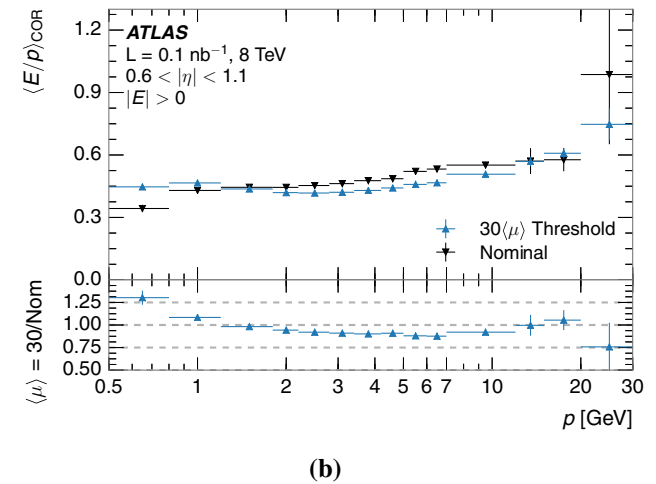 ⟨E/p⟩COR
1.2
0.9
0.6
0.3
0.0
ATLAS
L = 0.1 nb⁻¹, 8 TeV
0.6 < |η| < 1.1
|E| > 0
30⟨μ⟩ Threshold
Nominal
⟨μ⟩ = 30/Nom
1.25
1.00
0.75
0.50
0.5 1 2 3 4 5 6 7 10 20 30
p [GeV]
(b)